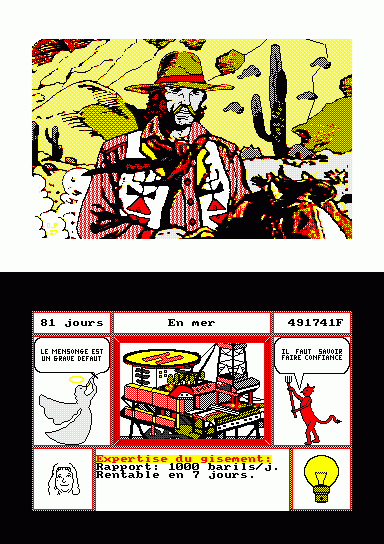 81 jours
En mer
491741F
LE MENSONGE EST
UN GRAVE DEFAUT
IL FAUT SAVOIR
FAIRE CONFIANCE
Expertise du gisement:
Rapport: 1000 barils/j.
Rentable en 7 jours.